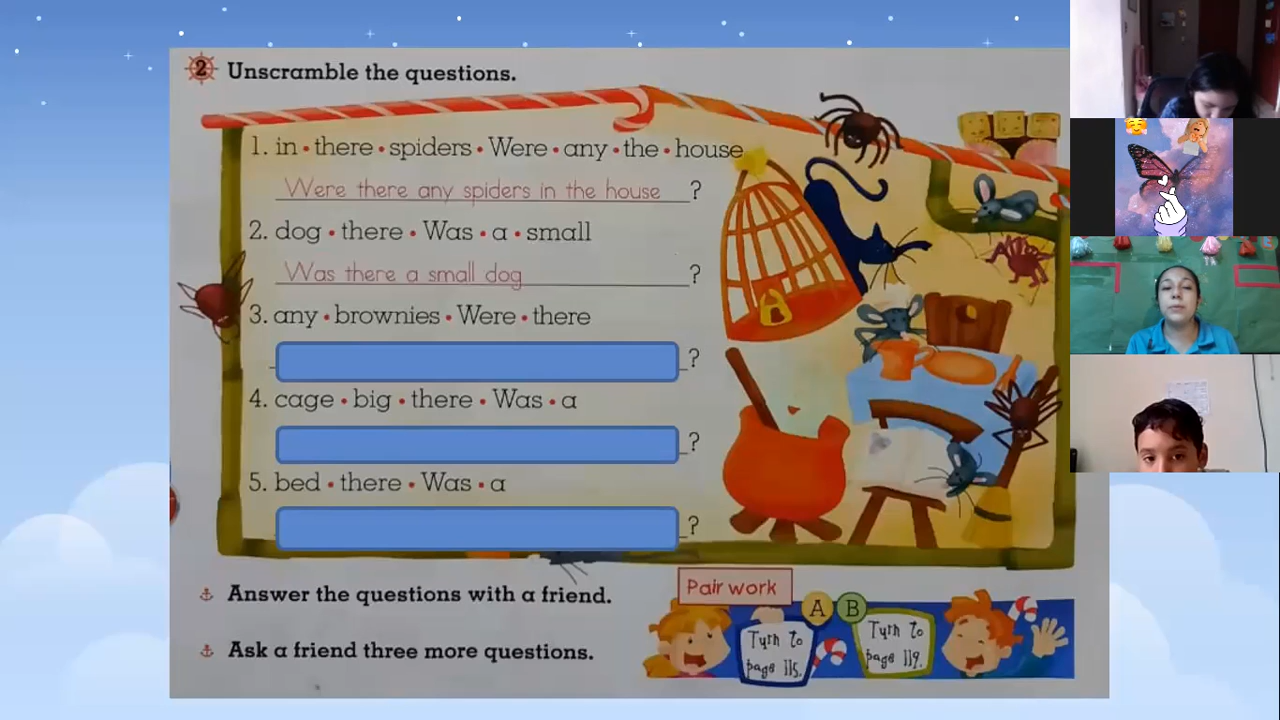 2 Unscramble the questions.
1. in • there • spiders • Were • any • the • house
Were there any spiders in the house ?
2. dog • there • Was • a • small
Was there a small dog ?
3. any • brownies • Were • there
?
4. cage • big • there • Was • a
?
5. bed • there • Was • a
?
Answer the questions with a friend.
Ask a friend three more questions.
Pair work
A B
Turn to
page 115.
Turn to
page 119.